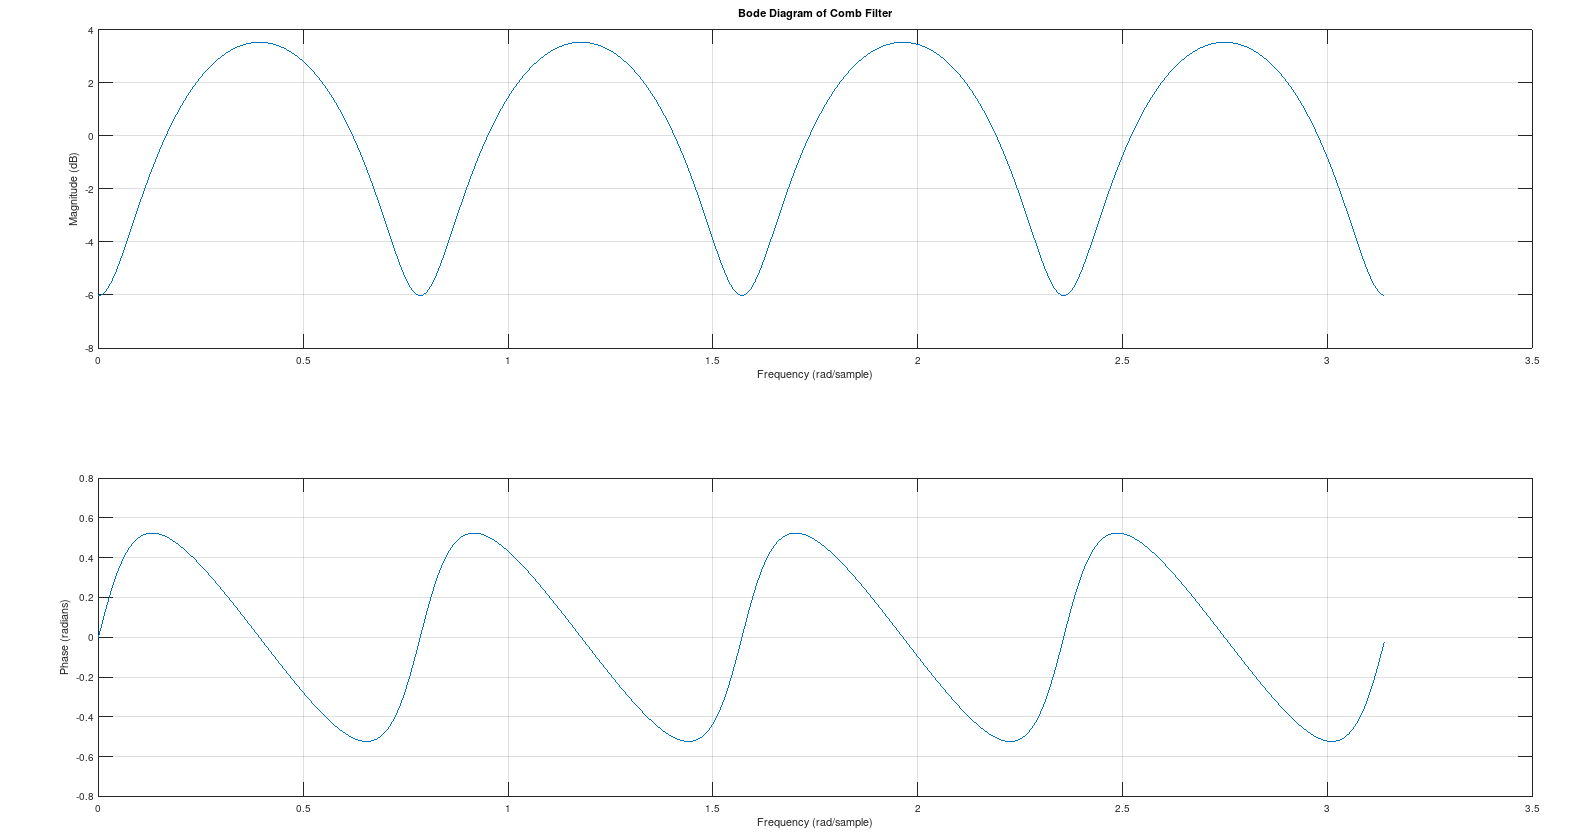 Bode Diagram of Comb Filter
4
2
0
-2
-4
-6
-8
Magnitude (dB)
0 0.5 1 1.5 2 2.5 3 3.5
Frequency (rad/sample)
0.8
0.6
0.4
0.2
0
-0.2
-0.4
-0.6
-0.8
Phase (radians)
0 0.5 1 1.5 2 2.5 3 3.5
Frequency (rad/sample)